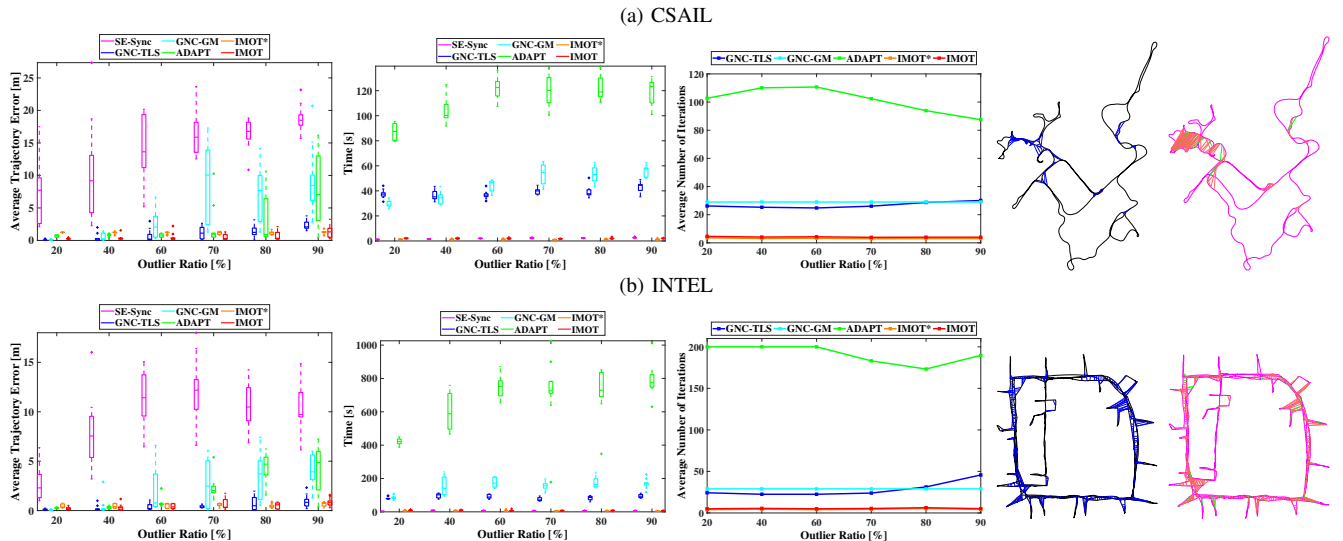 (a) CSAIL
SE-Sync GNC-GM IMOT*
GNC-TLS ADAPT IMOT
Average Trajectory Error [m]
25
20
15
10
5
0
20 40 60 70 80 90
Outlier Ratio [%]
SE-Sync GNC-GM IMOT*
GNC-TLS ADAPT IMOT
Time [s]
120
100
80
60
40
20
0
20 40 60 70 80 90
Outlier Ratio [%]
GNC-TLS GNC-GM ADAPT IMOT* IMOT
Average Number of Iterations
120
100
80
60
40
20
0
20 40 60 70 80 90
Outlier Ratio [%]
(b) INTEL
SE-Sync GNC-GM IMOT*
GNC-TLS ADAPT IMOT
Average Trajectory Error [m]
15
10
5
0
20 40 60 70 80 90
Outlier Ratio [%]
SE-Sync GNC-GM IMOT*
GNC-TLS ADAPT IMOT
Time [s]
1000
800
600
400
200
0
20 40 60 70 80 90
Outlier Ratio [%]
GNC-TLS GNC-GM ADAPT IMOT* IMOT
Average Number of Iterations
200
150
100
50
0
20 40 60 70 80 90
Outlier Ratio [%]